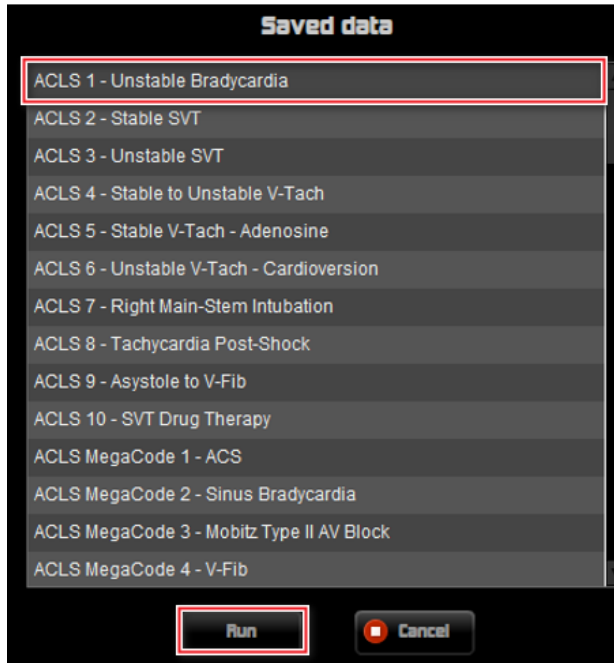 Saved data
ACLS 1 - Unstable Bradycardia
ACLS 2 - Stable SVT
ACLS 3 - Unstable SVT
ACLS 4 - Stable to Unstable V-Tach
ACLS 5 - Stable V-Tach - Adenosine
ACLS 6 - Unstable V-Tach - Cardioversion
ACLS 7 - Right Main-Stem Intubation
ACLS 8 - Tachycardia Post-Shock
ACLS 9 - Asystole to V-Fib
ACLS 10 - SVT Drug Therapy
ACLS MegaCode 1 - ACS
ACLS MegaCode 2 - Sinus Bradycardia
ACLS MegaCode 3 - Mobitz Type II AV Block
ACLS MegaCode 4 - V-Fib
Run Cancel